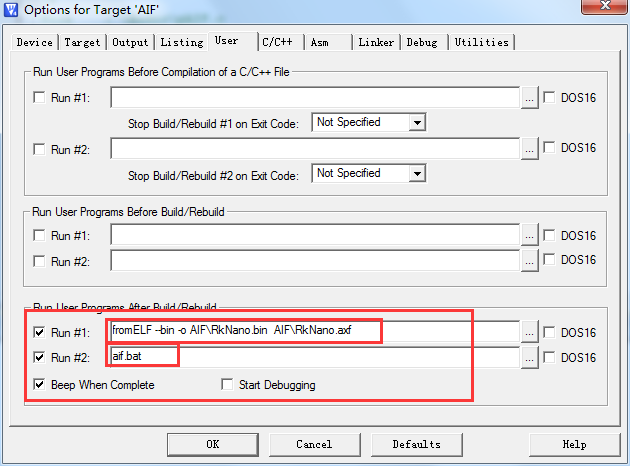 Options for Target 'AIF'
Device Target Output Listing User C/C++ Asm Linker Debug Utilities
Run User Programs Before Compilation of a C/C++ File
Run #1: ... DOS16
Stop Build/Rebuild #1 on Exit Code: Not Specified
Run #2: ... DOS16
Stop Build/Rebuild #2 on Exit Code: Not Specified
Run User Programs Before Build/Rebuild
Run #1: ... DOS16
Run #2: ... DOS16
Run User Programs After Build/Rebuild
Run #1: fromELF --bin -o AIF\RkNano.bin AIF\RkNano.axf ... DOS16
Run #2: aif.bat ... DOS16
Beep When Complete Start Debugging
OK Cancel Defaults Help